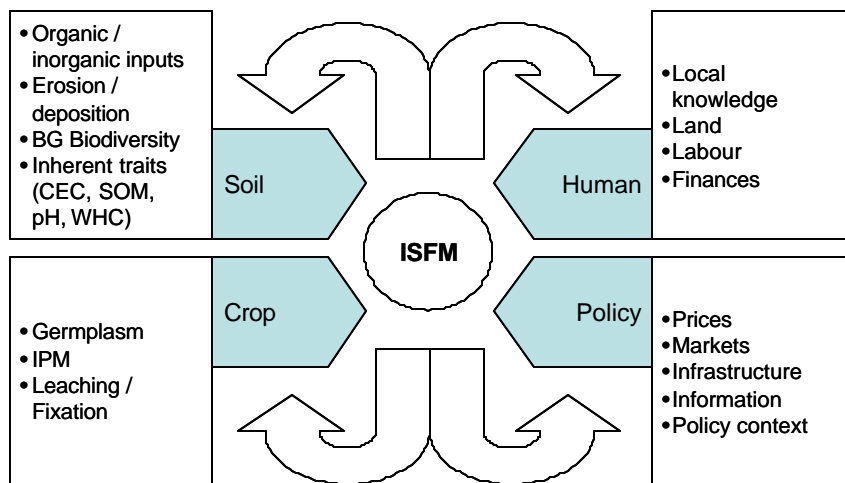 •Organic /
inorganic inputs
•Erosion /
deposition
•BG Biodiversity
•Inherent traits
(CEC, SOM,
pH, WHC)
Soil
•Local
knowledge
•Land
•Labour
•Finances
Human
ISFM
•Germplasm
•IPM
•Leaching /
Fixation
Crop
Policy
•Prices
•Markets
•Infrastructure
•Information
•Policy context